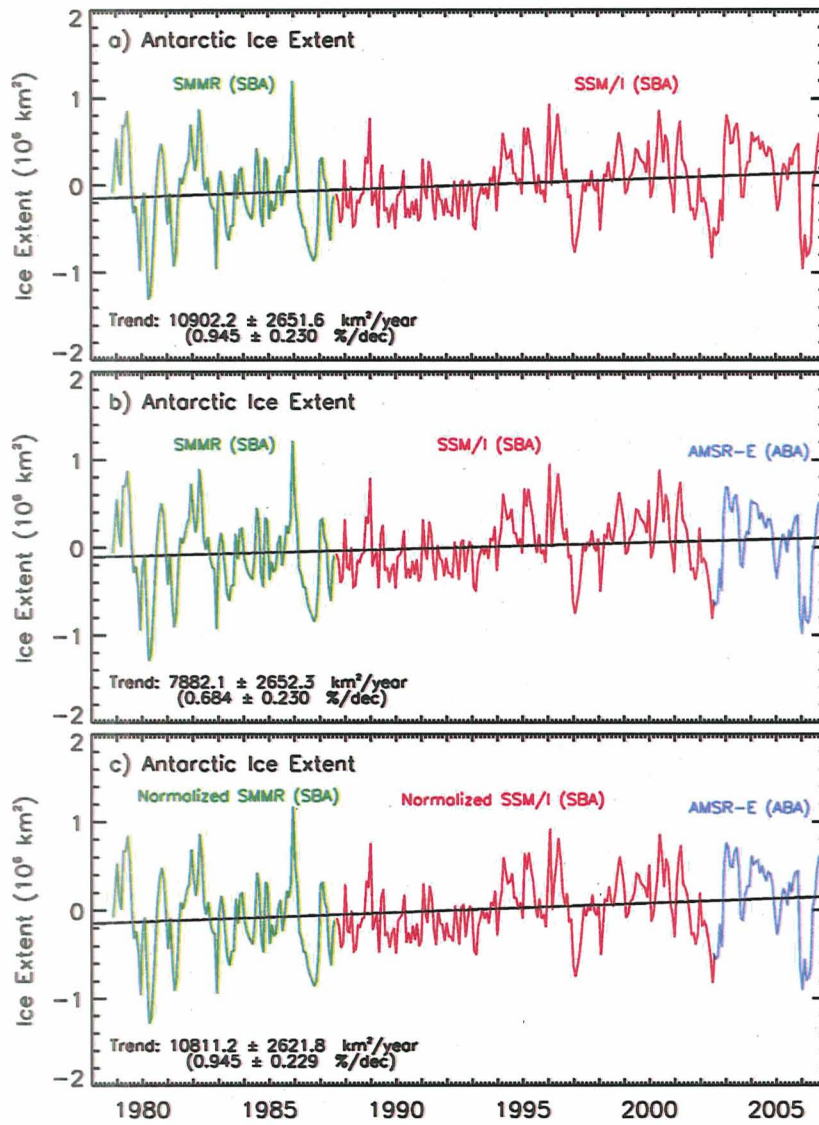 2
a) Antarctic Ice Extent
SMMR (SBA) SSM/I (SBA)
1
0
-1
-2
Ice Extent (10⁶ km²)
Trend: 10902.2 ± 2651.6 km²/year
(0.945 ± 0.230 %/dec)
2
b) Antarctic Ice Extent
SMMR (SBA) SSM/I (SBA) AMSR-E (ABA)
1
0
-1
-2
Ice Extent (10⁶ km²)
Trend: 7882.1 ± 2652.3 km²/year
(0.684 ± 0.230 %/dec)
2
c) Antarctic Ice Extent
Normalized SMMR (SBA) Normalized SSM/I (SBA) AMSR-E (ABA)
1
0
-1
-2
Ice Extent (10⁶ km²)
Trend: 10811.2 ± 2621.8 km²/year
(0.945 ± 0.229 %/dec)
1980 1985 1990 1995 2000 2005